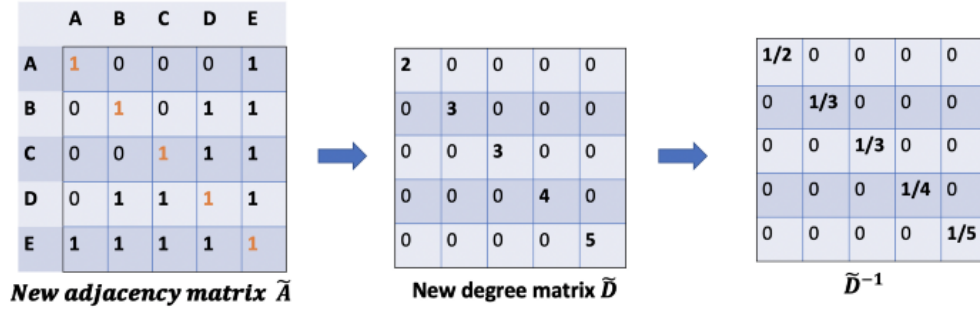 A B C D E
A 1 0 0 0 1
B 0 1 0 1 1
C 0 0 1 1 1
D 0 1 1 1 1
E 1 1 1 1 1
New adjacency matrix Ã
2 0 0 0 0
0 3 0 0 0
0 0 3 0 0
0 0 0 4 0
0 0 0 0 5
New degree matrix D̃
1/2 0 0 0 0
0 1/3 0 0 0
0 0 1/3 0 0
0 0 0 1/4 0
0 0 0 0 1/5
D̃⁻¹